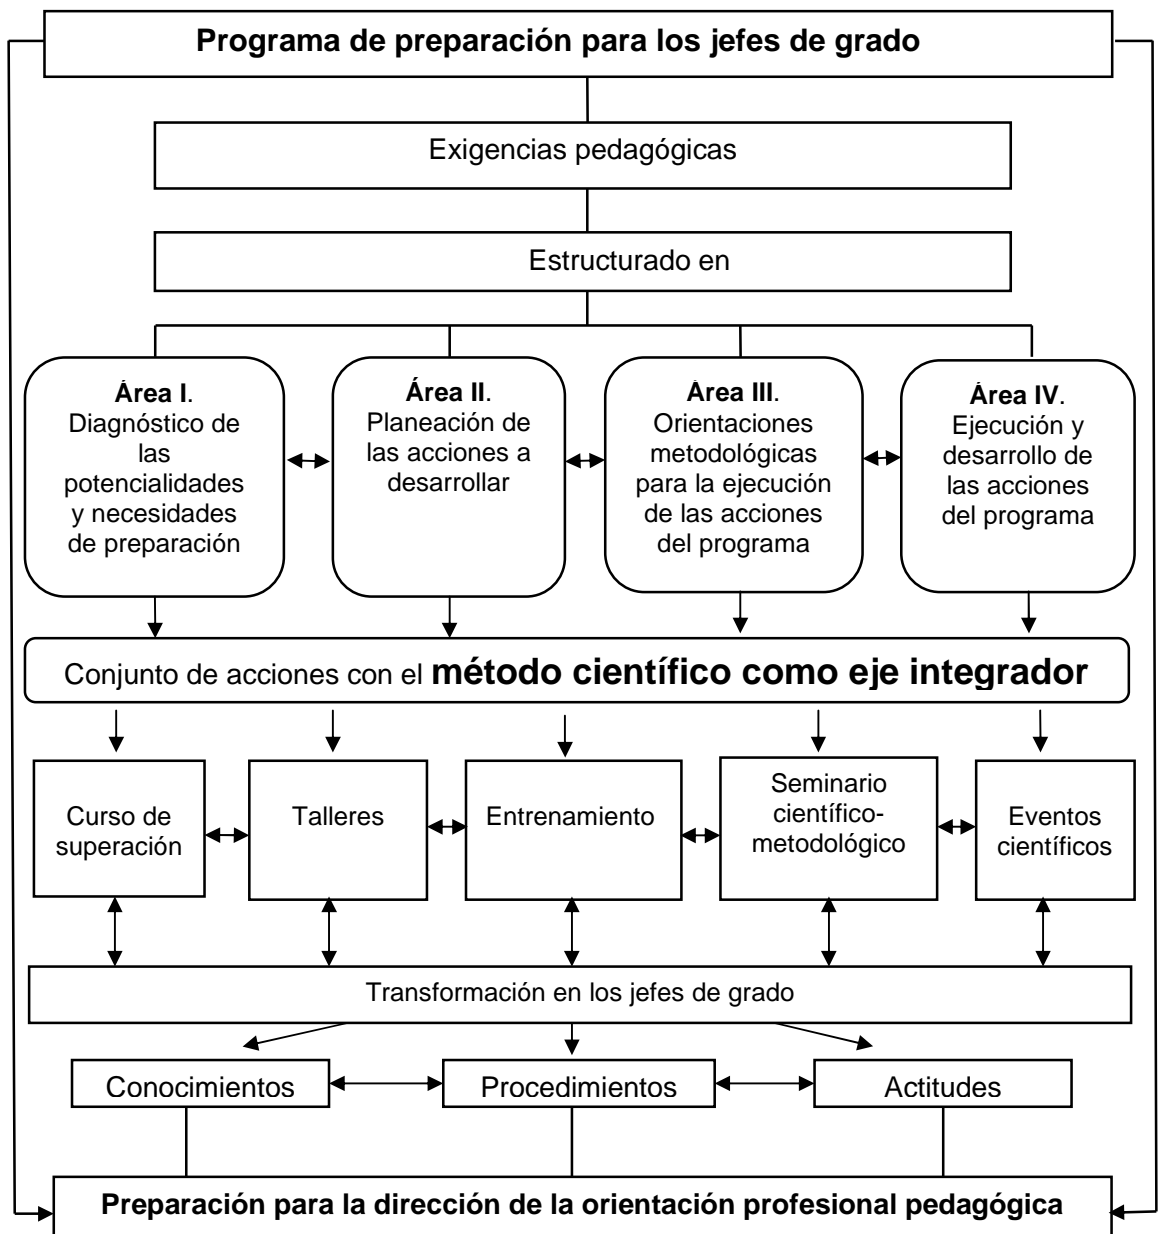 Programa de preparación para los jefes de grado
Exigencias pedagógicas
Estructurado en
Área I.
Diagnóstico de
las
potencialidades
y necesidades
de preparación
Área II.
Planeación de
las acciones a
desarrollar
Área III.
Orientaciones
metodológicas
para la ejecución
de las acciones
del programa
Área IV.
Ejecución y
desarrollo de
las acciones
del programa
Conjunto de acciones con el método científico como eje integrador
Curso de
superación
Talleres
Entrenamiento
Seminario
científico-
metodológico
Eventos
científicos
Transformación en los jefes de grado
Conocimientos
Procedimientos
Actitudes
Preparación para la dirección de la orientación profesional pedagógica